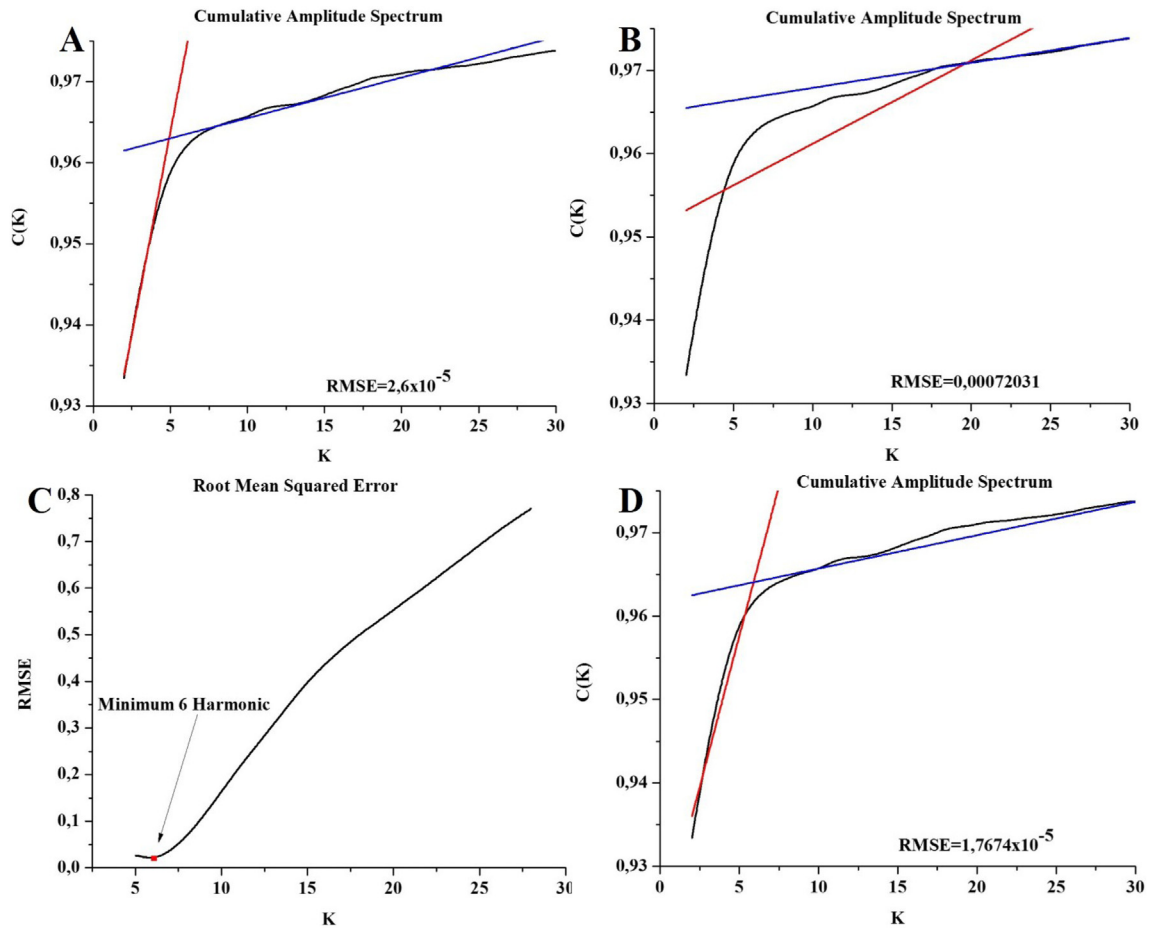 A
Cumulative Amplitude Spectrum
C(K)
0,97
0,96
0,95
0,94
0,93
RMSE=2,6x10-5
0 5 10 15 20 25 30
K
B
Cumulative Amplitude Spectrum
C(K)
0,97
0,96
0,95
0,94
0,93
RMSE=0,00072031
0 5 10 15 20 25 30
K
C
Root Mean Squared Error
RMSE
0,8
0,7
0,6
0,5
0,4
0,3
0,2
0,1
0,0
Minimum 6 Harmonic
5 10 15 20 25 30
K
D
Cumulative Amplitude Spectrum
C(K)
0,97
0,96
0,95
0,94
0,93
RMSE=1,7674x10-5
0 5 10 15 20 25 30
K